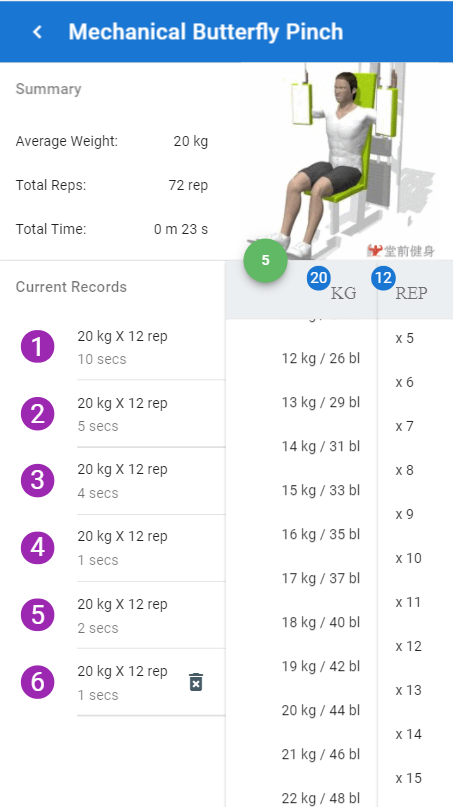 Mechanical Butterfly Pinch
Summary
Average Weight: 20 kg
Total Reps: 72 rep
Total Time: 0 m 23 s
堂前健身
5
Current Records
20
KG
12
REP
1
20 kg X 12 rep
10 secs
2
20 kg X 12 rep
5 secs
3
20 kg X 12 rep
4 secs
4
20 kg X 12 rep
1 secs
5
20 kg X 12 rep
2 secs
6
20 kg X 12 rep
1 secs
12 kg / 26 bl
13 kg / 29 bl
14 kg / 31 bl
15 kg / 33 bl
16 kg / 35 bl
17 kg / 37 bl
18 kg / 40 bl
19 kg / 42 bl
20 kg / 44 bl
21 kg / 46 bl
22 kg / 48 bl
x 5
x 6
x 7
x 8
x 9
x 10
x 11
x 12
x 13
x 14
x 15